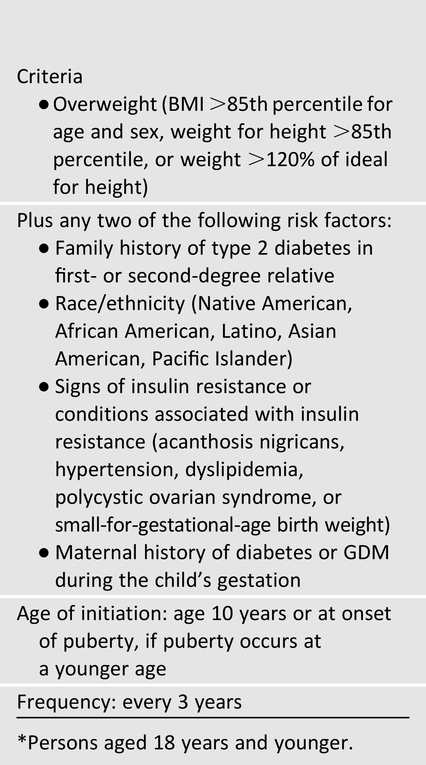 Criteria
● Overweight (BMI >85th percentile for
age and sex, weight for height >85th
percentile, or weight >120% of ideal
for height)
Plus any two of the following risk factors:
● Family history of type 2 diabetes in
first- or second-degree relative
● Race/ethnicity (Native American,
African American, Latino, Asian
American, Pacific Islander)
● Signs of insulin resistance or
conditions associated with insulin
resistance (acanthosis nigricans,
hypertension, dyslipidemia,
polycystic ovarian syndrome, or
small-for-gestational-age birth weight)
● Maternal history of diabetes or GDM
during the child’s gestation
Age of initiation: age 10 years or at onset
of puberty, if puberty occurs at
a younger age
Frequency: every 3 years
*Persons aged 18 years and younger.